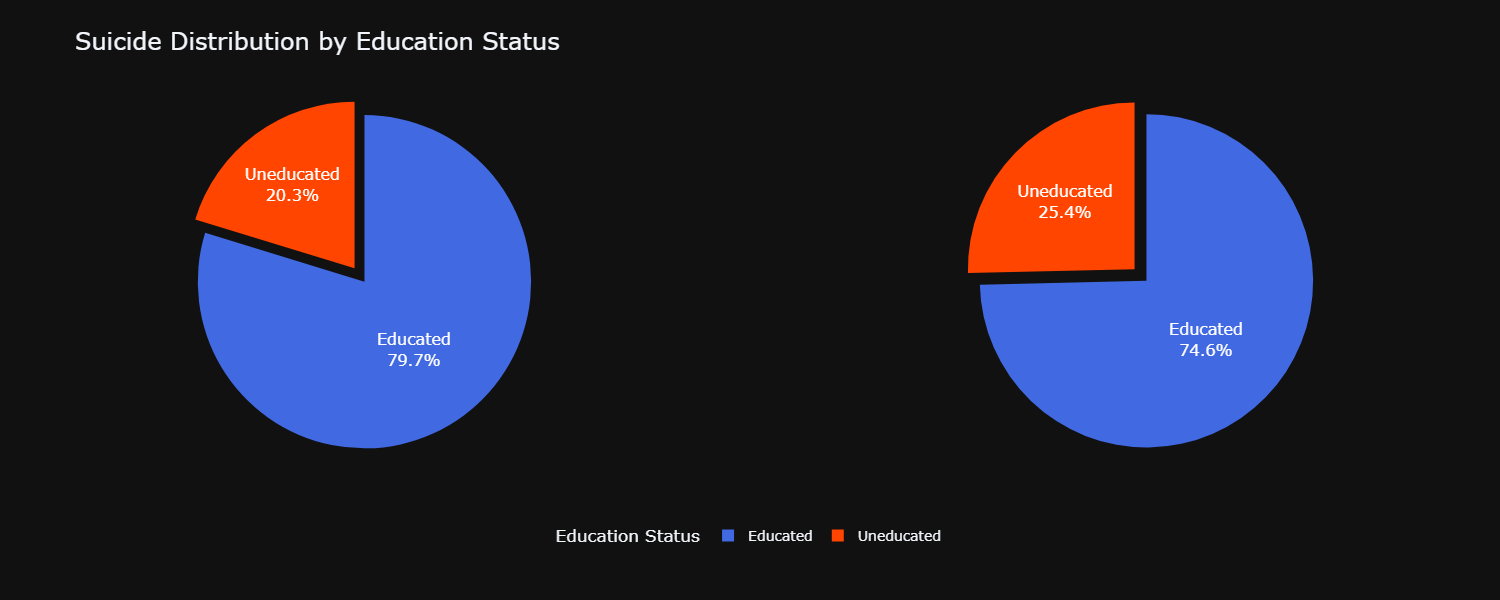 Suicide Distribution by Education Status
Uneducated
20.3%
Educated
79.7%
Uneducated
25.4%
Educated
74.6%
Education Status Educated Uneducated